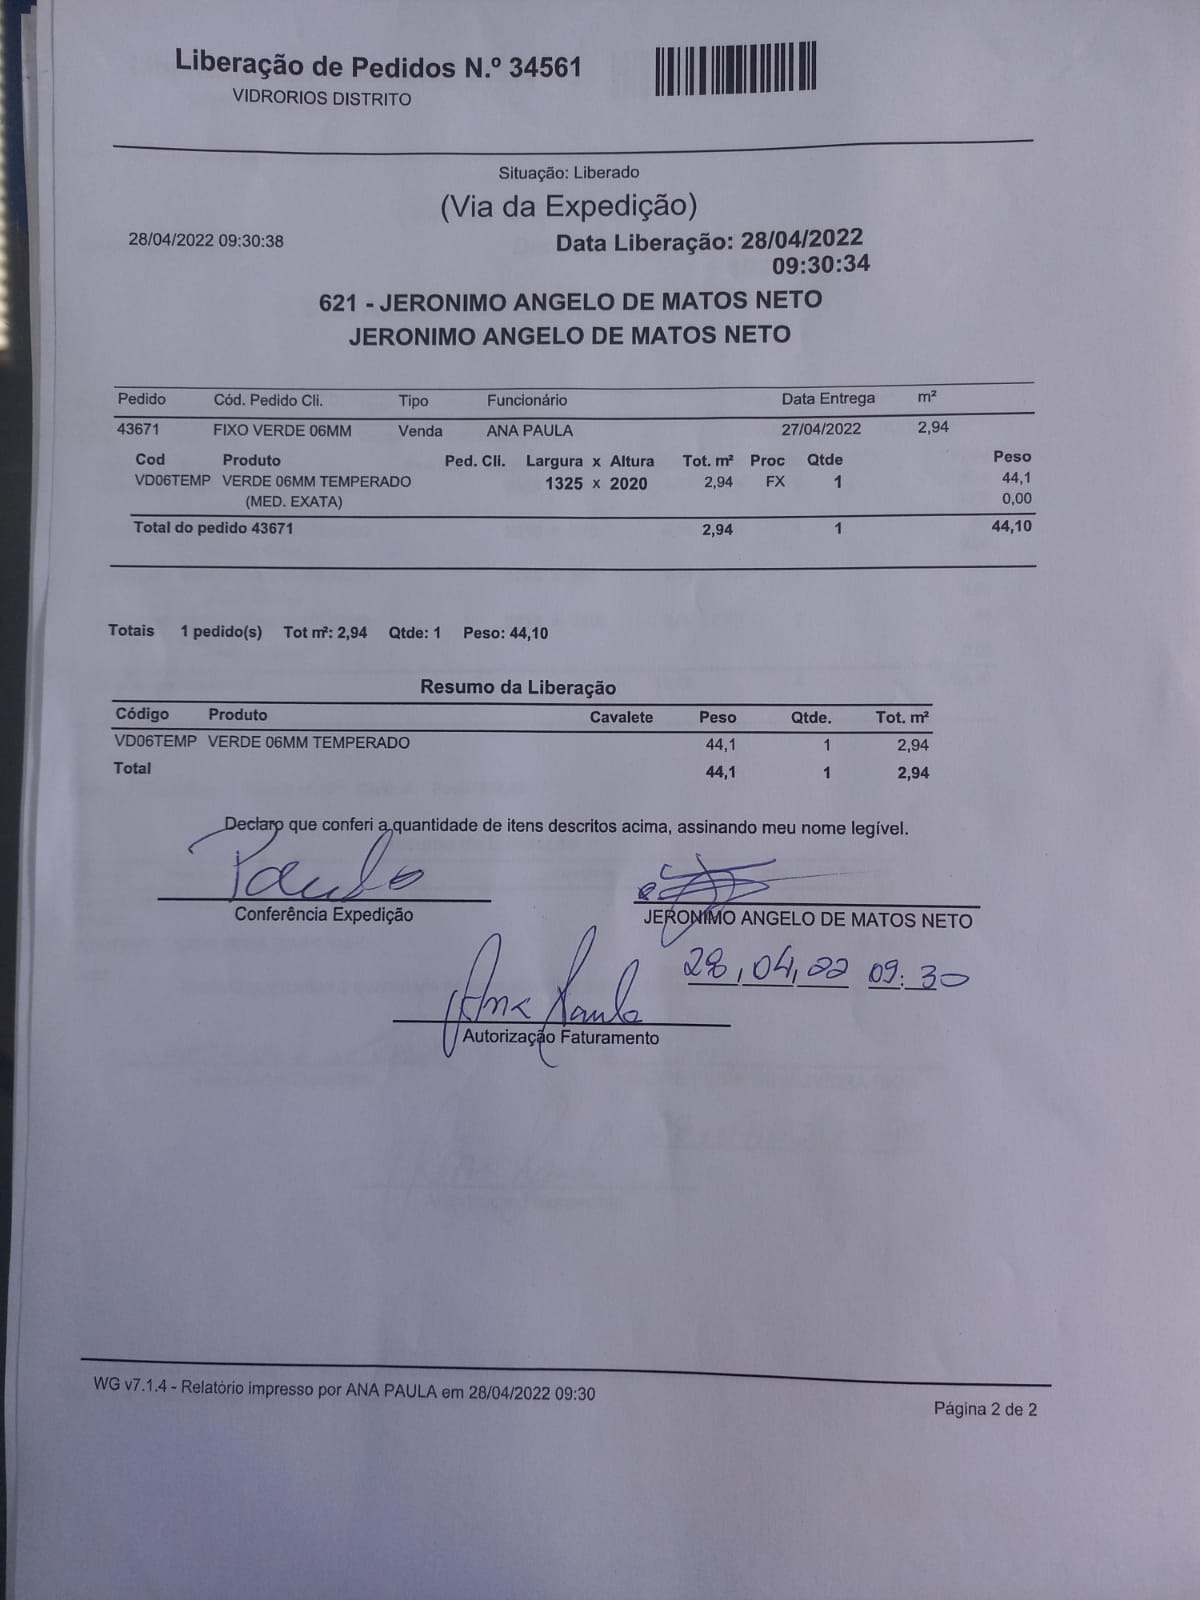 Liberação de Pedidos N.º 34561
VIDRORIOS DISTRITO
Situação: Liberado
(Via da Expedição)
28/04/2022 09:30:38
Data Liberação: 28/04/2022
09:30:34
621 - JERONIMO ANGELO DE MATOS NETO
JERONIMO ANGELO DE MATOS NETO
Pedido Cód. Pedido Cli. Tipo Funcionário Data Entrega m²
43671 FIXO VERDE 06MM Venda ANA PAULA 27/04/2022 2,94
Cod Produto Ped. Cli. Largura x Altura Tot. m² Proc Qtde Peso
VD06TEMP VERDE 06MM TEMPERADO 1325 x 2020 2,94 FX 1 44,1
(MED. EXATA) 0,00
Total do pedido 43671 2,94 1 44,10
Totais 1 pedido(s) Tot m²: 2,94 Qtde: 1 Peso: 44,10
Resumo da Liberação
Código Produto Cavalete Peso Qtde. Tot. m²
VD06TEMP VERDE 06MM TEMPERADO 44,1 1 2,94
Total 44,1 1 2,94
Declaro que conferi a quantidade de itens descritos acima, assinando meu nome legível.
Paulo
Conferência Expedição
JERONIMO ANGELO DE MATOS NETO
28,04,22 09:30
Ana Paula
Autorização Faturamento
WG v7.1.4 - Relatório impresso por ANA PAULA em 28/04/2022 09:30
Página 2 de 2